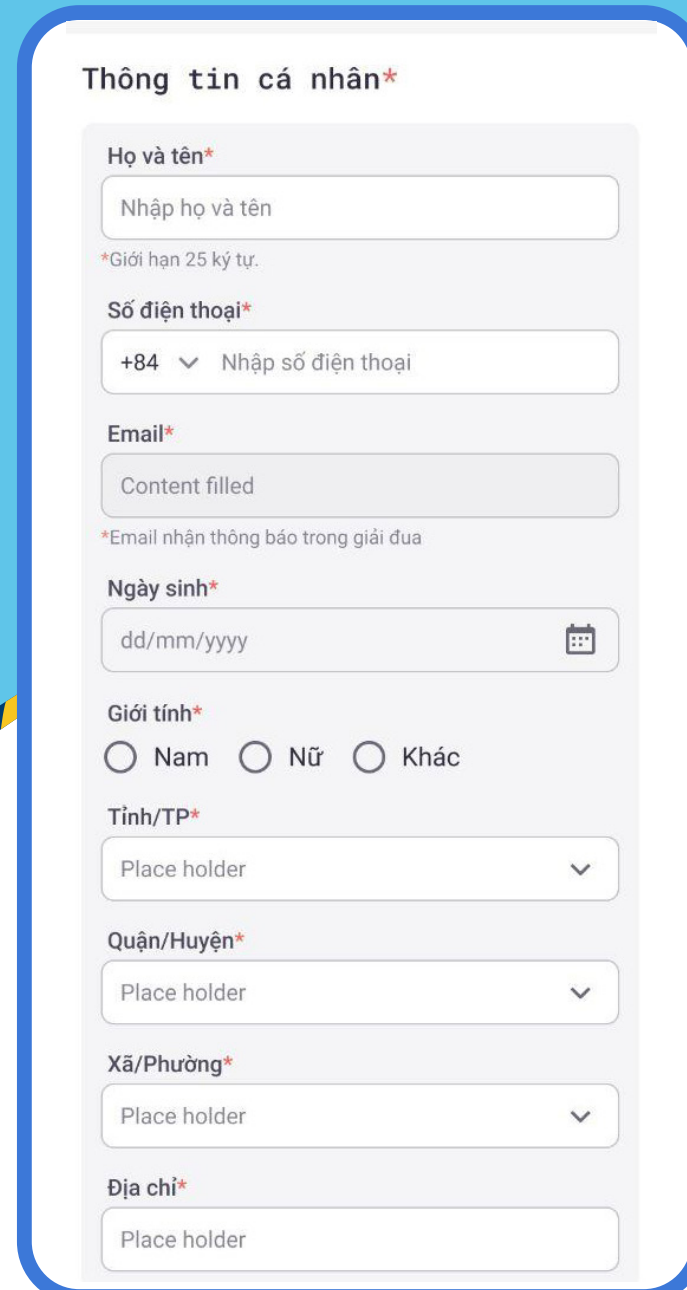 Thông tin cá nhân*
Họ và tên*
Nhập họ và tên
*Giới hạn 25 ký tự.
Số điện thoại*
+84 Nhập số điện thoại
Email*
Content filled
*Email nhận thông báo trong giải đua
Ngày sinh*
dd/mm/yyyy
Giới tính*
Nam Nữ Khác
Tỉnh/TP*
Place holder
Quận/Huyện*
Place holder
Xã/Phường*
Place holder
Địa chỉ*
Place holder